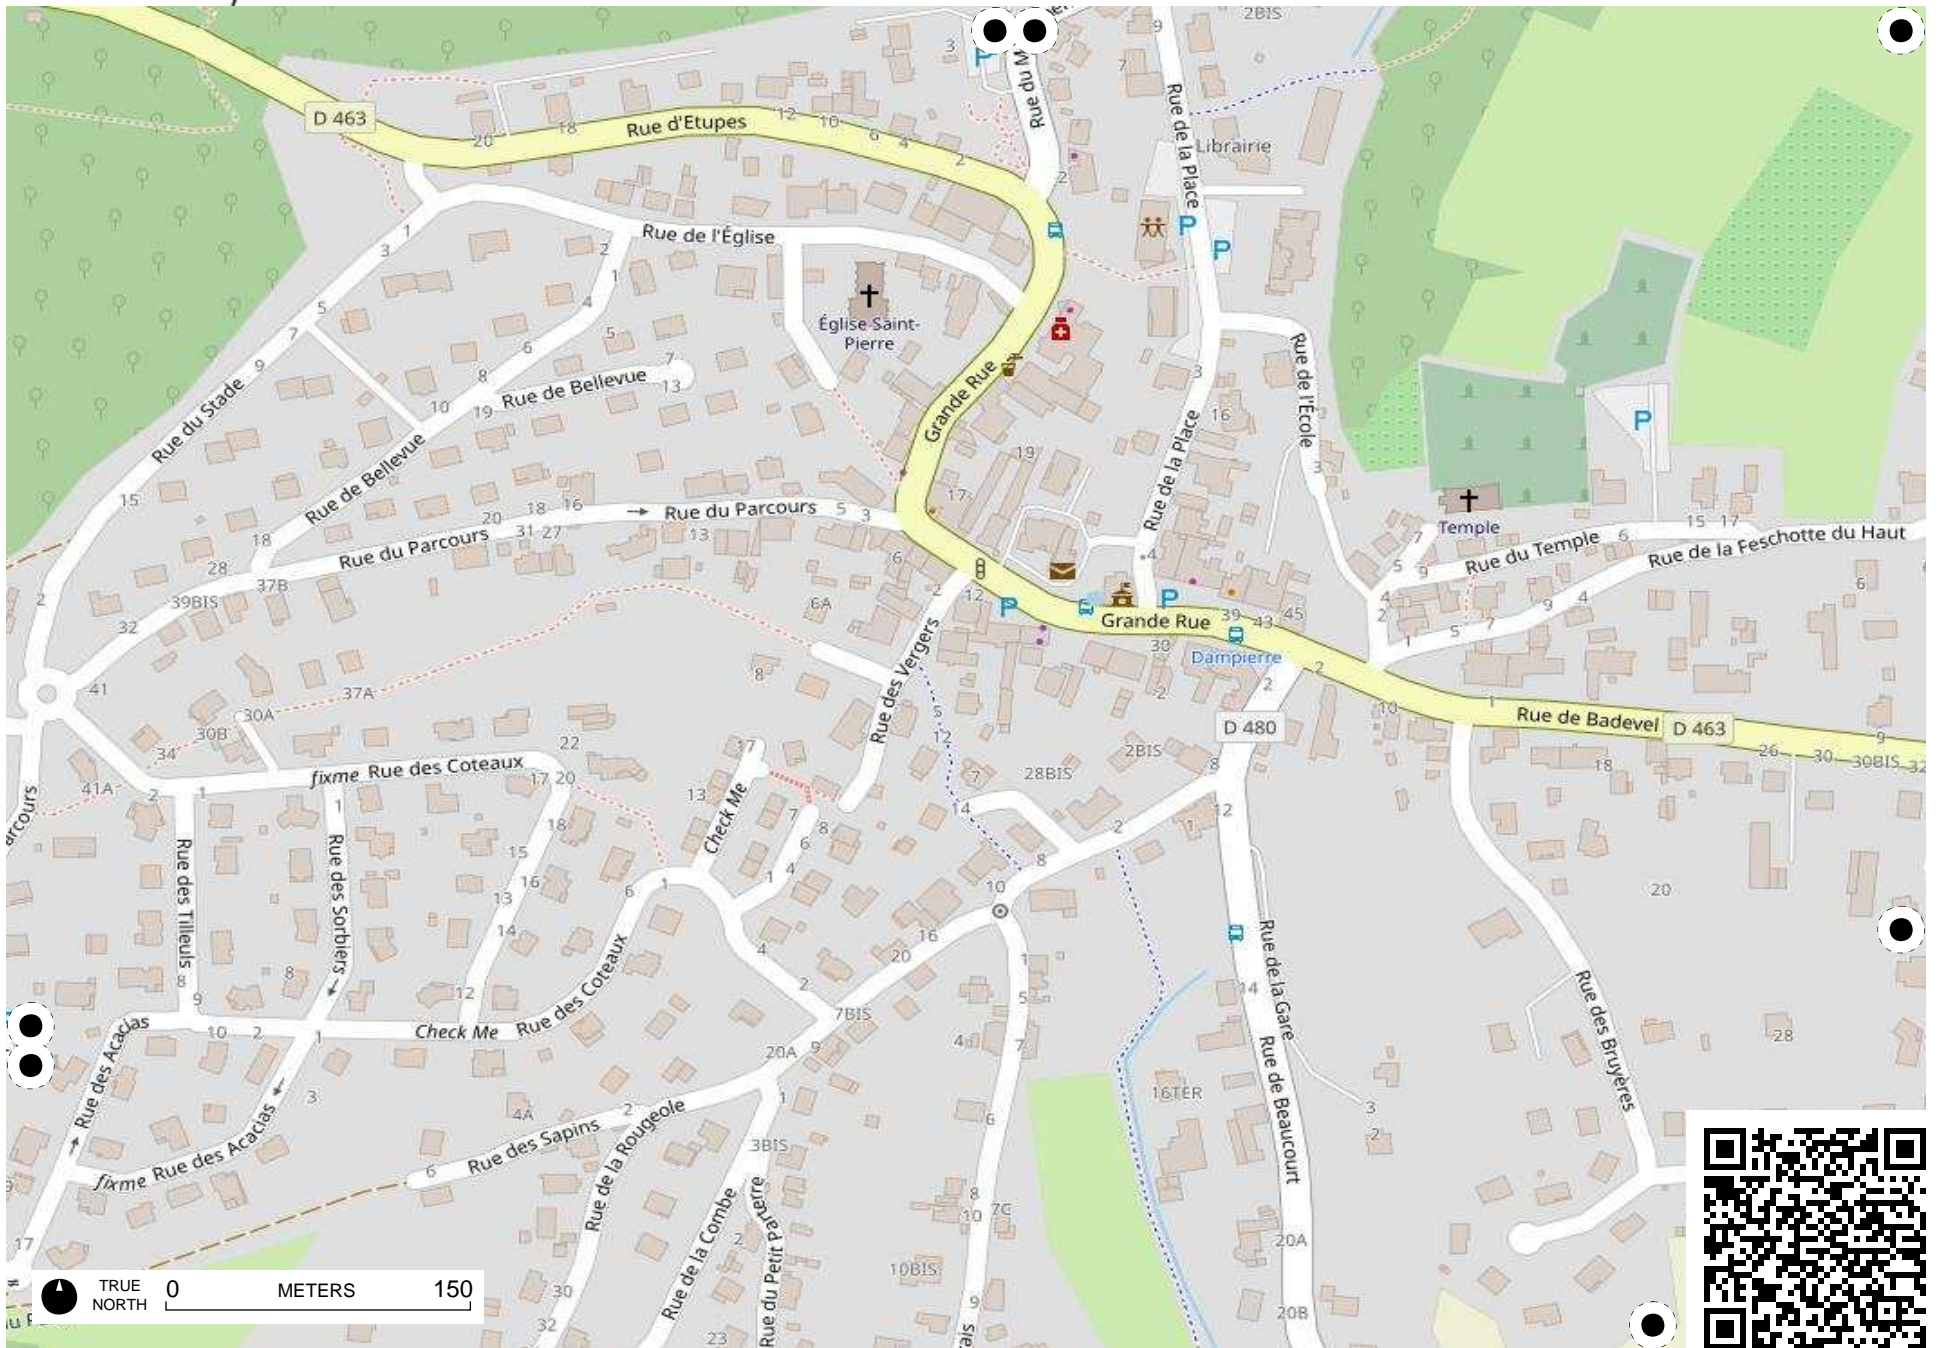 2BIS
9
3
P
Rue du M
7
D 463
20
18
Rue d'Etupes
12
10
6
4
2
2
Rue de la Place
Librairie
1
3
2
Rue de l'Église
P
P
1
4
5
5
7
9
6
8
7
13
Rue de Bellevue
10
19
Église Saint-
Pierre
Grande Rue
3
16
Rue de l'École
P
Rue du Stade
Rue de Bellevue
15
18
16
20
Rue du Parcours
5
3
31
27
13
17
19
Rue de la Place
3
Temple
15
17
6
Rue du Temple
Rue de la Feschotte du Haut
18
28
Rue du Parcours
37B
39BIS
32
2
6
2
12
P
4
P
Grande Rue
39
43
45
7
5
9
4
2
1
5
7
9
4
6
6A
8
30
Dampierre
2
2
2
41
37A
30A
30B
34
41A
Rue des Vergers
5
12
D 480
10
1
Rue de Badevel
D 463
9
26
30
30BIS
32
18
22
fixme
Rue des Coteaux
17
20
2
1
1
17
13
Check Me
7
8
6
4
1
7
14
28BIS
2BIS
8
12
1
2
8
10
18
15
16
13
14
12
6
1
Rue des Tilleuls
Rue des Sorbiers
8
9
8
10
2
1
Check Me
Rue des Coteaux
4
2
7BIS
16
20
1
5
7
4
20A
9
14
Rue de la Gare
Rue de Beaucourt
Rue des Bruyères
20
28
16TER
3
2
Rue des Acacias
3
fixme
Rue des Acacias
17
4A
2
Rue des Sapins
6
Rue de la Rougeole
1
3BIS
Rue de la Combe
2
Rue du Petit Parterre
6
8
10
7C
10BIS
9
20A
20B
30
32
23
TRUE
NORTH
0
METERS
150